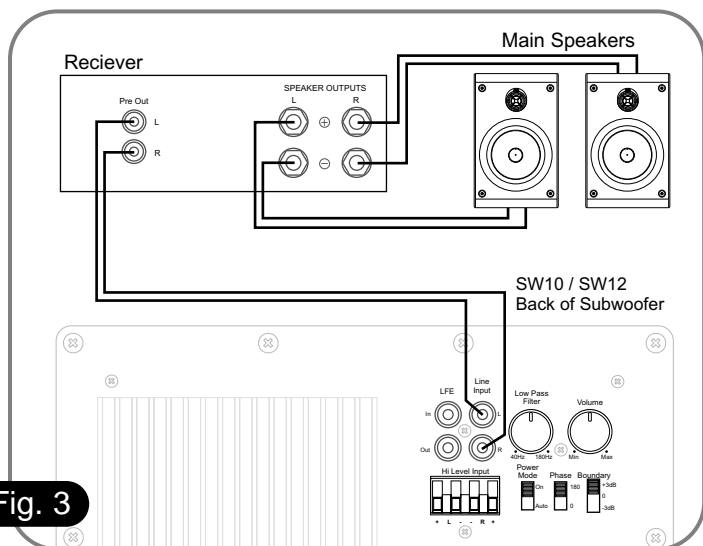 Reciever
Main Speakers
SPEAKER OUTPUTS
L R
Pre Out
L
R
SW10 / SW12
Back of Subwoofer
LFE
Line
Input
In
L
Out
R
Low Pass
Filter
40Hz 180Hz
Volume
Min Max
Hi Level Input
+ L - - R +
Power
Mode
On
Auto
Phase
180
0
Boundary
+3dB
0
-3dB
Fig. 3